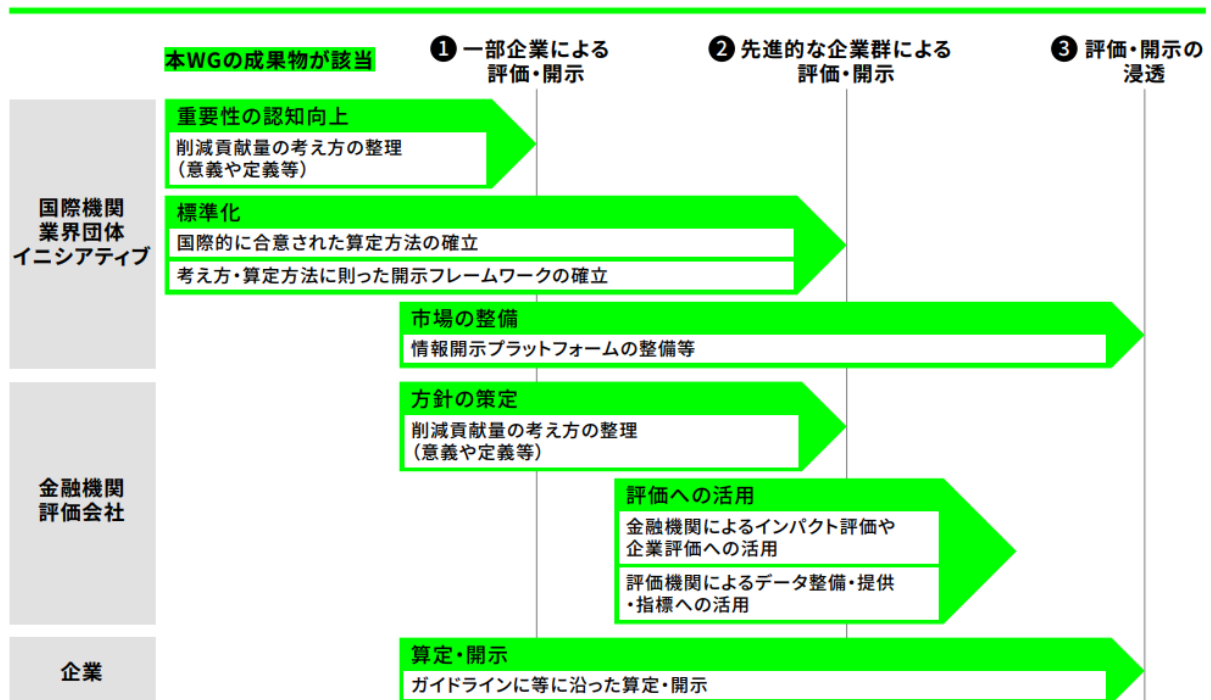 本WGの成果物が該当
❶ 一部企業による
評価・開示
❷ 先進的な企業群による
評価・開示
❸ 評価・開示の
浸透
国際機関
業界団体
イニシアティブ
重要性の認知向上
削減貢献量の考え方の整理
（意義や定義等）
標準化
国際的に合意された算定方法の確立
考え方・算定方法に則った開示フレームワークの確立
市場の整備
情報開示プラットフォームの整備等
金融機関
評価会社
方針の策定
削減貢献量の考え方の整理
（意義や定義等）
評価への活用
金融機関によるインパクト評価や
企業評価への活用
評価機関によるデータ整備・提供
・指標への活用
企業
算定・開示
ガイドラインに等に沿った算定・開示